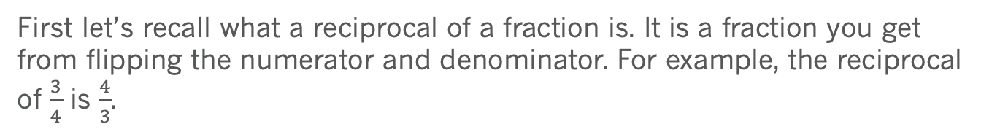 First let’s recall what a reciprocal of a fraction is. It is a fraction you get
from flipping the numerator and denominator. For example, the reciprocal
of 3/4 is 4/3.